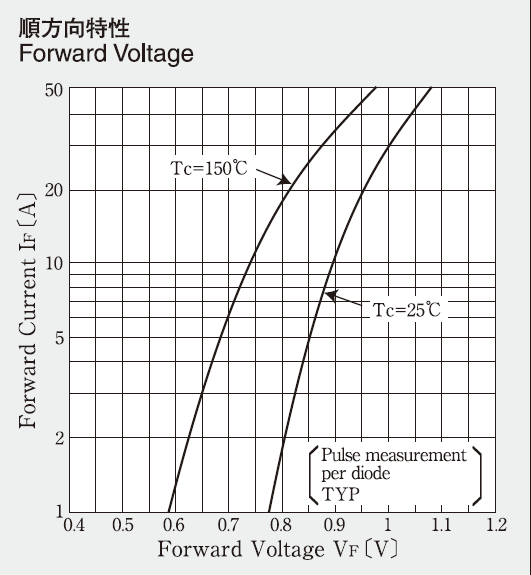 順方向特性
Forward Voltage
50
20
10
5
2
1
Forward Current IF〔A〕
Tc=150℃
Tc=25℃
Pulse measurement
per diode
TYP
0.4 0.5 0.6 0.7 0.8 0.9 1 1.1 1.2
Forward Voltage VF〔V〕